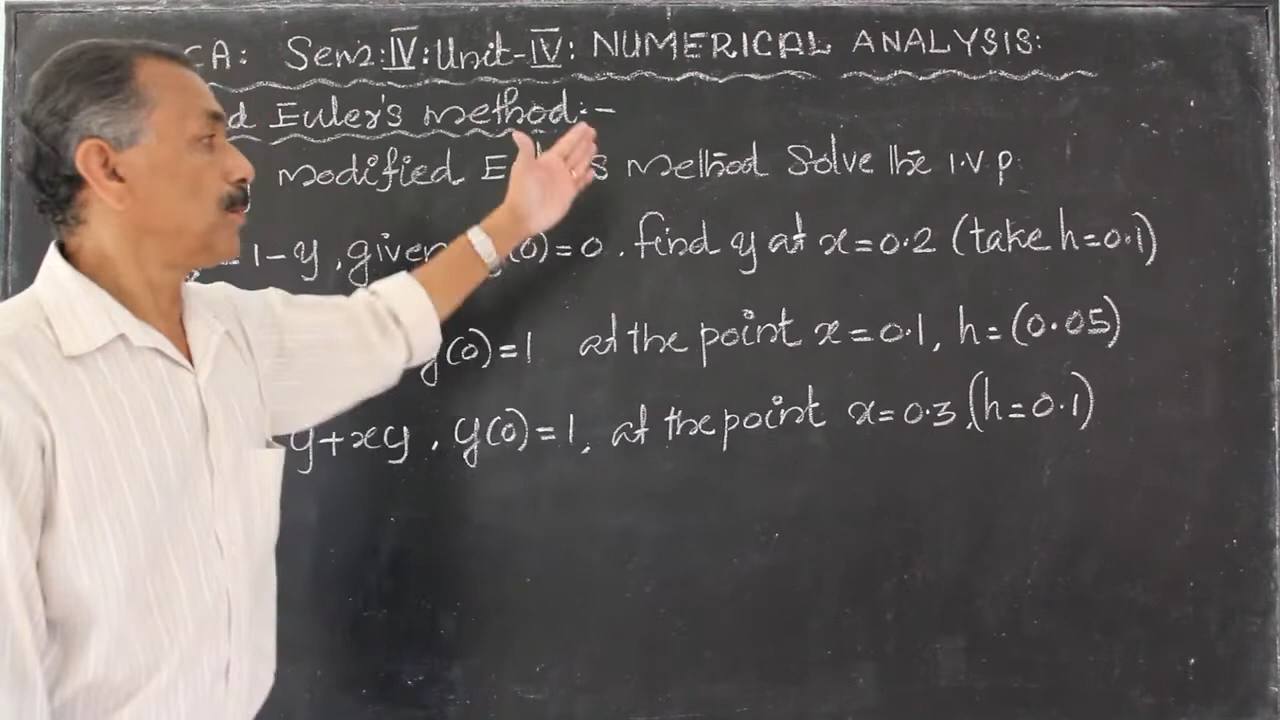 CA: Sem: IV: Unit-IV: NUMERICAL ANALYSIS:
Euler's method:-
modified method Solve the I.V.P.
= 1-y, given (0)=0. find y at x=0.2 (take h=0.1)
y(0)=1 at the point x=0.1, h=(0.05)
y+xy, y(0)=1, at the point x=0.3,(h=0.1)